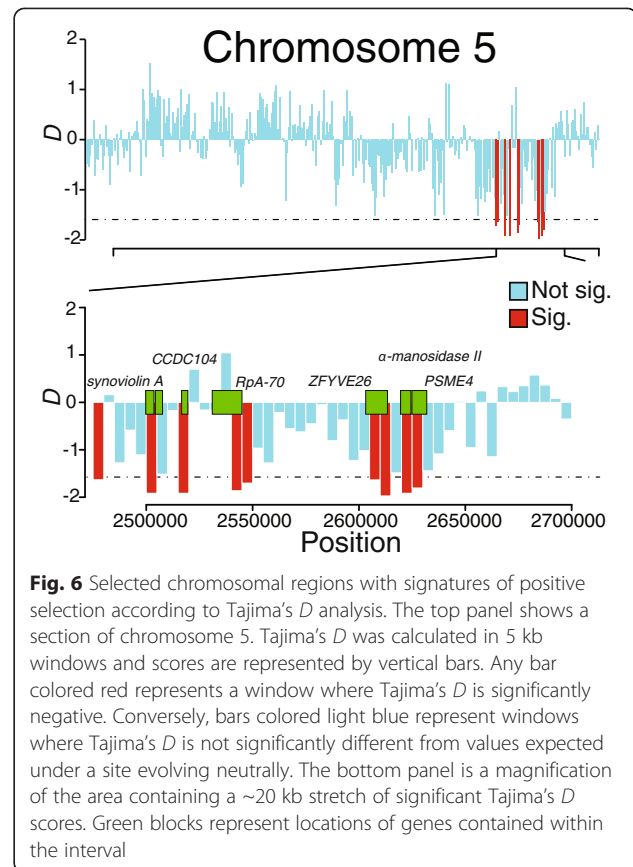 Chromosome 5
2
1
0
-1
-2
D
Not sig.
Sig.
2
1
0
-1
-2
D
α-manosidase II
CCDC104
synoviolin A
RpA-70
ZFYVE26
PSME4
2500000 2550000 2600000 2650000 2700000
Position
Fig. 6 Selected chromosomal regions with signatures of positive
selection according to Tajima's D analysis. The top panel shows a
section of chromosome 5. Tajima's D was calculated in 5 kb
windows and scores are represented by vertical bars. Any bar
colored red represents a window where Tajima's D is significantly
negative. Conversely, bars colored light blue represent windows
where Tajima's D is not significantly different from values expected
under a site evolving neutrally. The bottom panel is a magnification
of the area containing a ~20 kb stretch of significant Tajima's D
scores. Green blocks represent locations of genes contained within
the interval